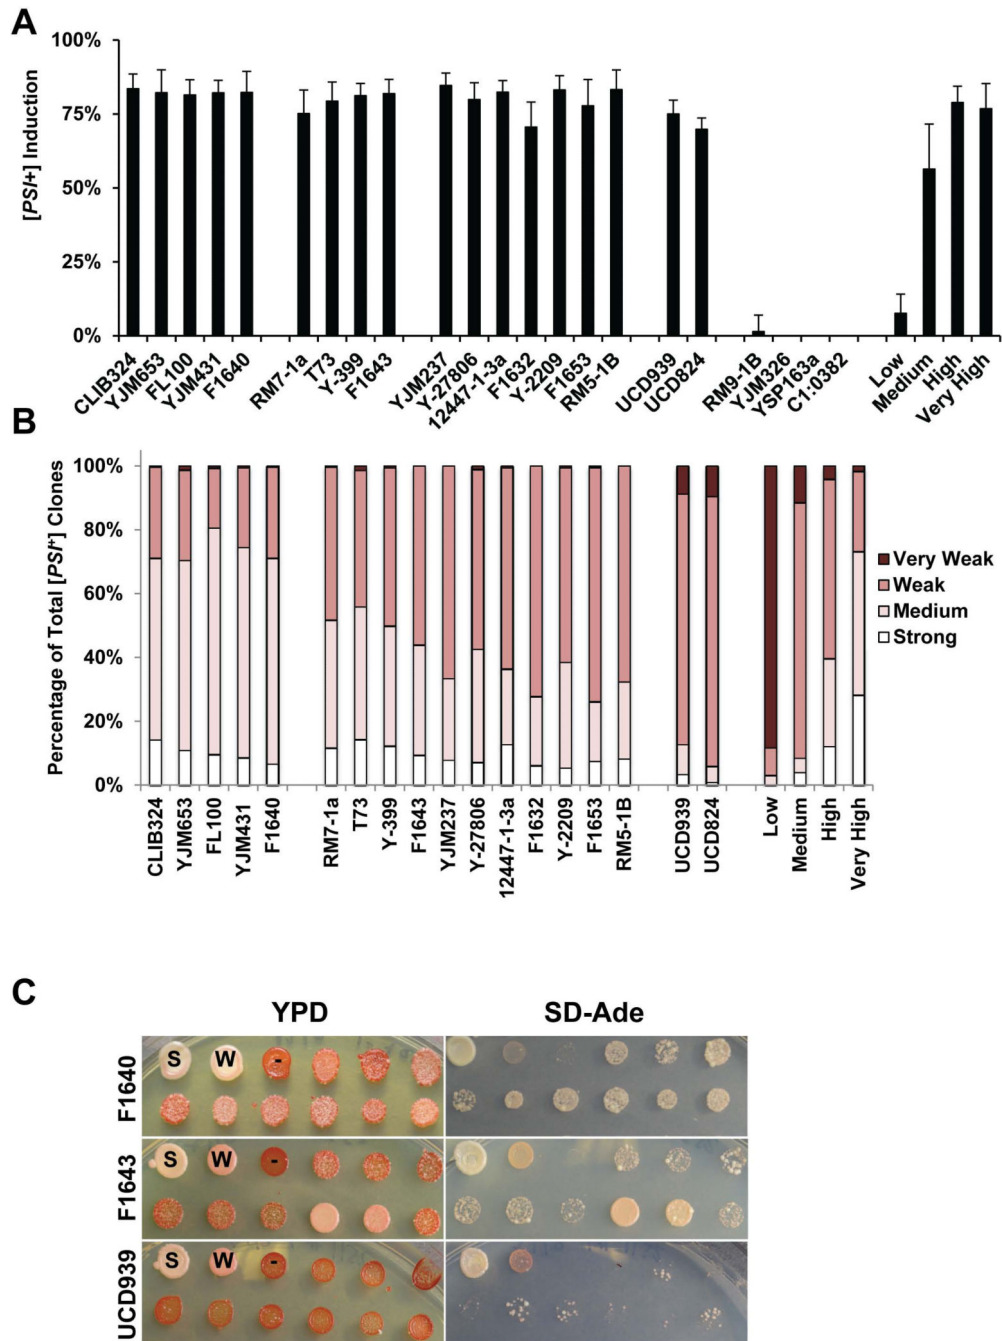 A
100%
75%
50%
25%
0%
[PSI+] Induction
CLIB324
YJM653
FL100
YJM431
F1640
RM7-1a
T73
Y-399
F1643
YJM237
Y-27806
12447-1-3a
F1632
Y-2209
F1653
RM5-1B
UCD939
UCD824
RM9-1B
YJM326
YSP163a
C1.0382
Low
Medium
High
Very High
B
100%
80%
60%
40%
20%
0%
Percentage of Total [PSI+] Clones
Very Weak
Weak
Medium
Strong
CLIB324
YJM653
FL100
YJM431
F1640
RM7-1a
T73
Y-399
F1643
YJM237
Y-27806
12447-1-3a
F1632
Y-2209
F1653
RM5-1B
UCD939
UCD824
Low
Medium
High
Very High
C
YPD
SD-Ade
F1640
S W -
F1643
S W -
UCD939
S W -